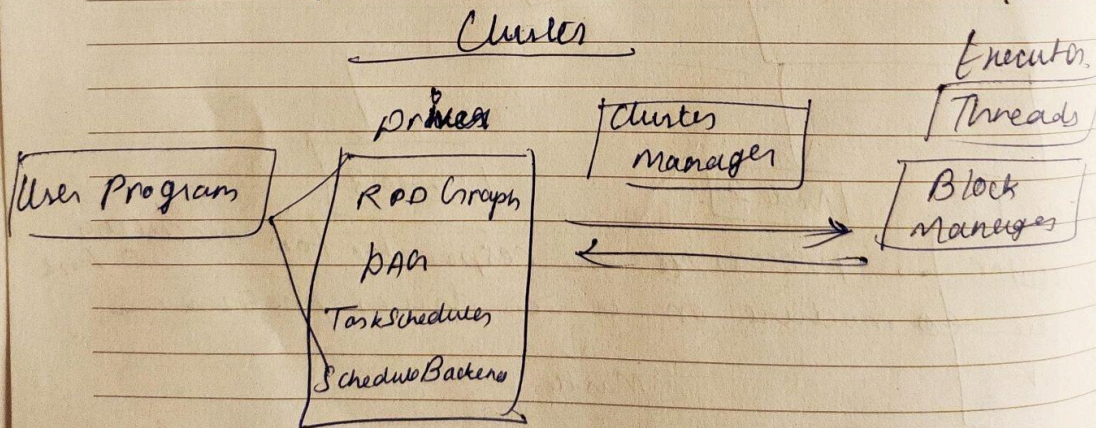 Cluster
Executor
Driver
Cluster
Manager
Threads
User Program
RDD Graph
Block
Manager
DAG
TaskScheduler
ScheduleBackend